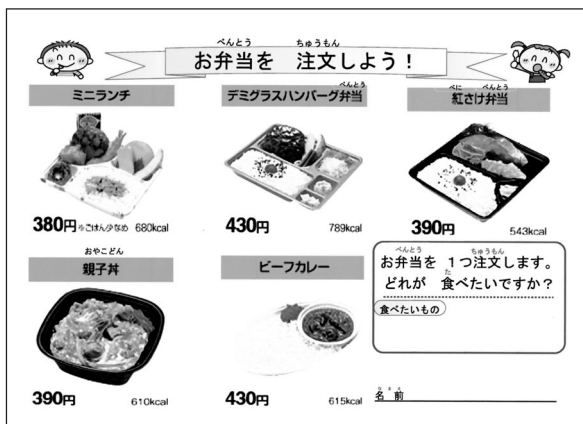 べんとう ちゅうもん
お弁当を 注文しよう!
ミニランチ
380円 ※ごはん少なめ 680kcal
べんとう
デミグラスハンバーグ弁当
430円 789kcal
べに べんとう
紅さけ弁当
390円 543kcal
おやこどん
親子丼
390円 610kcal
ビーフカレー
430円 615kcal
べんとう ちゅうもん
お弁当を 1つ注文します。
た
どれが 食べたいですか?
食べたいもの
なまえ
名前